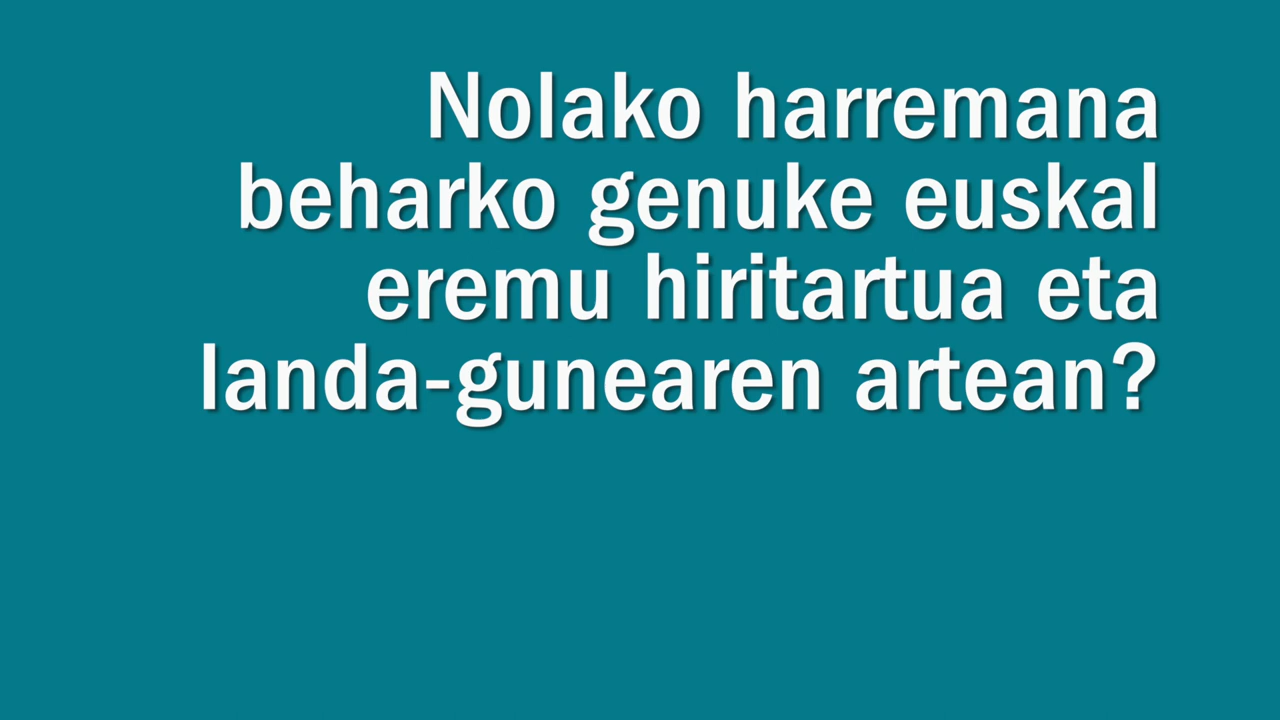 Nolako harremana
beharko genuke euskal
eremu hiritartua eta
landa-gunearen artean?